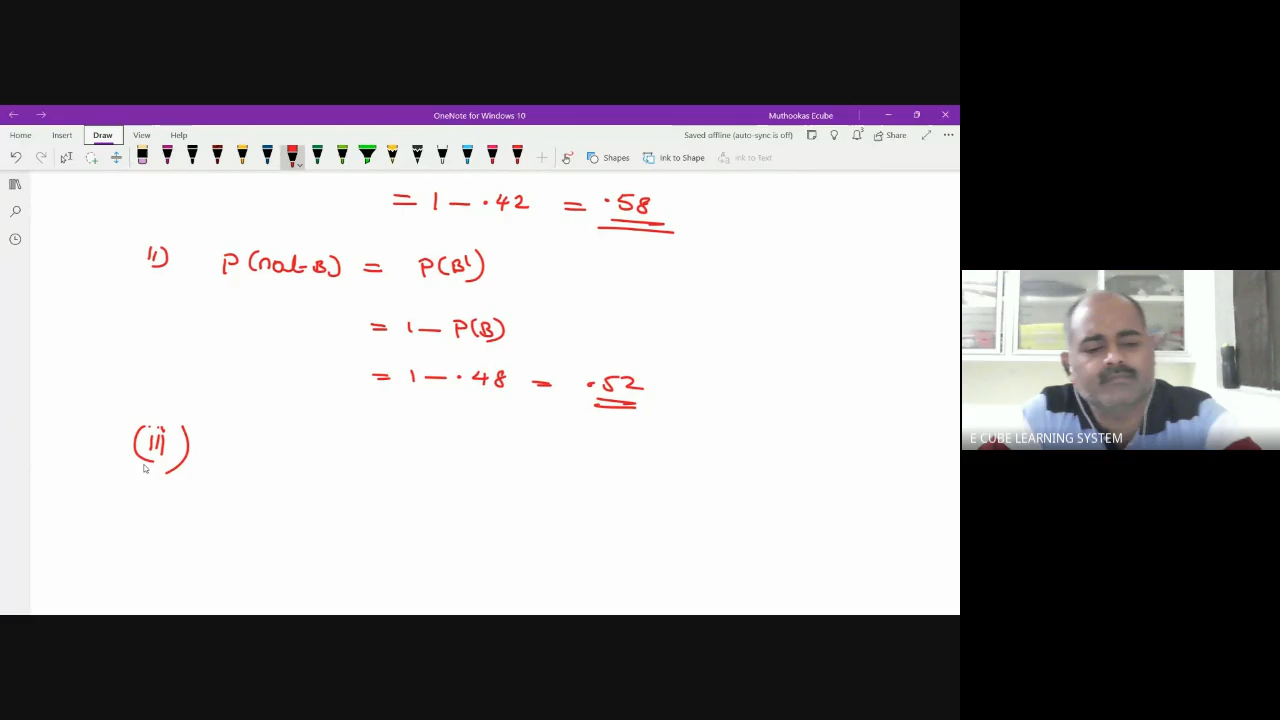 OneNote for Windows 10
Muthookas Ecube
Home Insert Draw View Help
Saved offline (auto-sync is off)
Share
Shapes
Ink to Shape
Ink to Text
= 1 - .42 = .58
ii) P(not-B) = P(B')
= 1 - P(B)
= 1 - .48 = .52
(iii)
E CUBE LEARNING SYSTEM